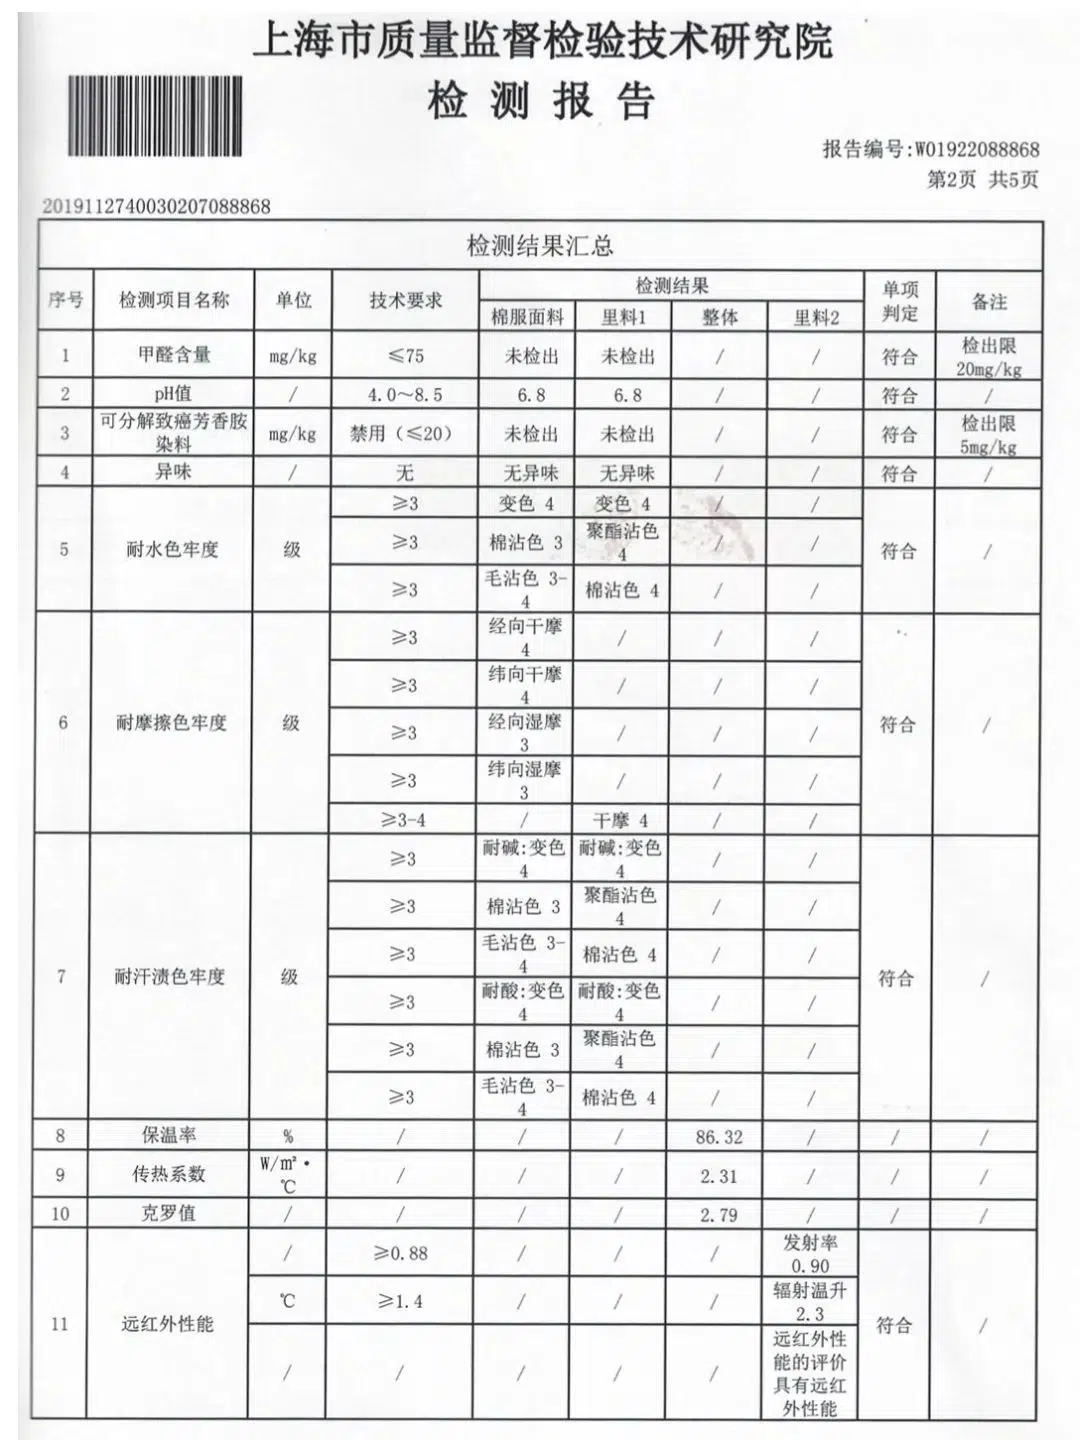 上海市质量监督检验技术研究院
检 测 报 告
报告编号:W01922088868
第2页 共5页
2019112740030207088868
检测结果汇总
序号 检测项目名称 单位 技术要求 检测结果 单项判定 备注
棉服面料 里料1 整体 里料2
1 甲醛含量 mg/kg ≤75 未检出 未检出 / / 符合 检出限 20mg/kg
2 pH值 / 4.0～8.5 6.8 6.8 / / 符合 /
3 可分解致癌芳香胺染料 mg/kg 禁用（≤20） 未检出 未检出 / / 符合 检出限 5mg/kg
4 异味 / 无 无异味 无异味 / / 符合 /
5 耐水色牢度 级 ≥3 变色 4 变色 4 / / 符合 /
≥3 棉沾色 3 聚酯沾色 4 / /
≥3 毛沾色 3-4 棉沾色 4 / /
6 耐摩擦色牢度 级 ≥3 经向干摩 4 / / / 符合 /
≥3 纬向干摩 4 / / /
≥3 经向湿摩 3 / / /
≥3 纬向湿摩 3 / / /
≥3-4 / 干摩 4 / /
7 耐汗渍色牢度 级 ≥3 耐碱:变色 4 耐碱:变色 4 / / 符合 /
≥3 棉沾色 3 聚酯沾色 4 / /
≥3 毛沾色 3-4 棉沾色 4 / /
≥3 耐酸:变色 4 耐酸:变色 4 / /
≥3 棉沾色 3 聚酯沾色 4 / /
≥3 毛沾色 3-4 棉沾色 4 / /
8 保温率 % / / / 86.32 / / /
9 传热系数 W/m²·℃ / / / 2.31 / / /
10 克罗值 / / / / 2.79 / / /
11 远红外性能 / ≥0.88 / / / 发射率 0.90 符合 /
℃ ≥1.4 / / / 辐射温升 2.3
/ / / / / 远红外性能的评价具有远红外性能